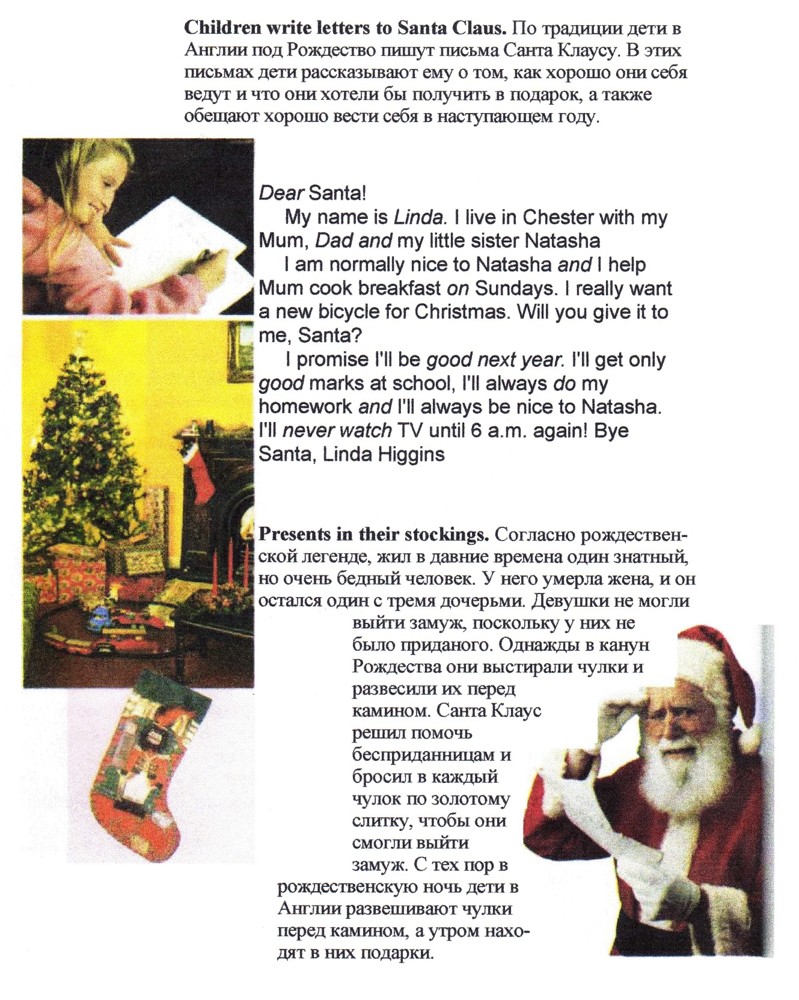 Children write letters to Santa Claus. По традиции дети в
Англии под Рождество пишут письма Санта Клаусу. В этих
письмах дети рассказывают ему о том, как хорошо они себя
ведут и что они хотели бы получить в подарок, а также
обещают хорошо вести себя в наступающем году.
Dear Santa!
My name is Linda. I live in Chester with my
Mum, Dad and my little sister Natasha
I am normally nice to Natasha and I help
Mum cook breakfast on Sundays. I really want
a new bicycle for Christmas. Will you give it to
me, Santa?
I promise I'll be good next year. I'll get only
good marks at school, I'll always do my
homework and I'll always be nice to Natasha.
I'll never watch TV until 6 a.m. again! Bye
Santa, Linda Higgins
Presents in their stockings. Согласно рождествен-
ской легенде, жил в давние времена один знатный,
но очень бедный человек. У него умерла жена, и он
остался один с тремя дочерьми. Девушки не могли
выйти замуж, поскольку у них не
было приданого. Однажды в канун
Рождества они выстирали чулки и
развесили их перед
камином. Санта Клаус
решил помочь
бесприданницам и
бросил в каждый
чулок по золотому
слитку, чтобы они
смогли выйти
замуж. С тех пор в
рождественскую ночь дети в
Англии развешивают чулки
перед камином, а утром нахо-
дят в них подарки.